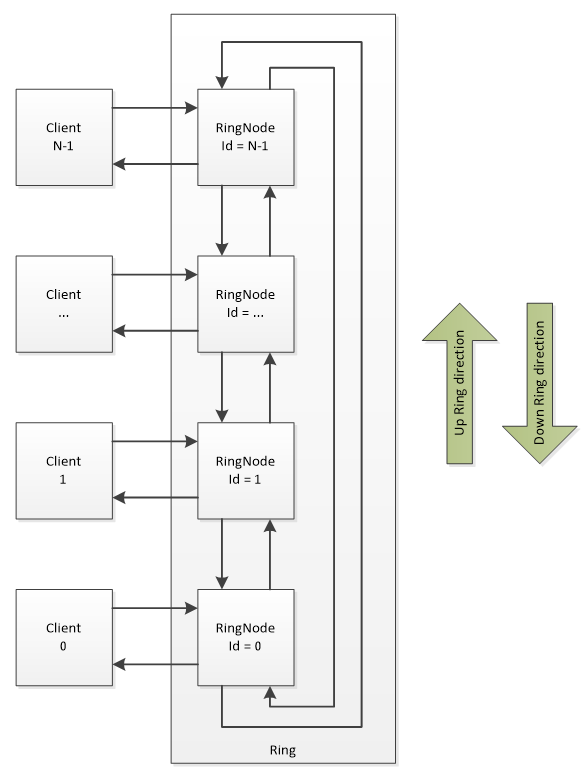 Client
N-1
RingNode
Id = N-1
Client
...
RingNode
Id = ...
Up Ring direction
Down Ring direction
Client
1
RingNode
Id = 1
Client
0
RingNode
Id = 0
Ring